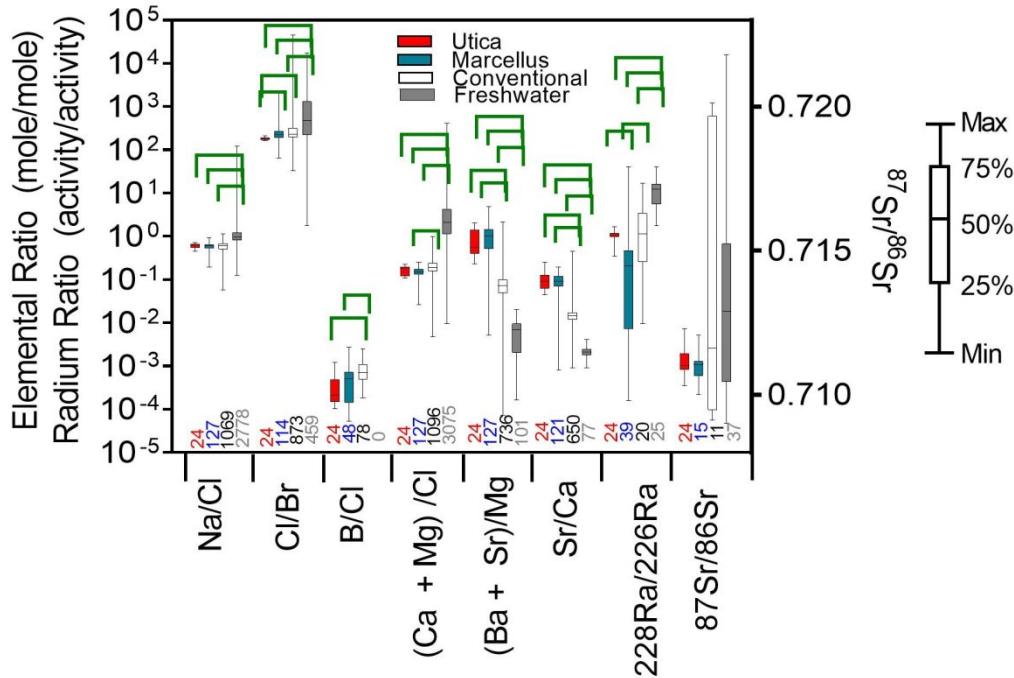 Elemental Ratio (mole/mole)
Radium Ratio (activity/activity)
10^5
10^4
10^3
10^2
10^1
10^0
10^-1
10^-2
10^-3
10^-4
10^-5
Utica
Marcellus
Conventional
Freshwater
24
127
1069
2778
24
114
873
459
24
48
78
0
24
127
1096
3075
24
127
736
101
24
121
650
77
24
39
20
25
24
15
11
37
Na/Cl
Cl/Br
B/Cl
(Ca + Mg) /Cl
(Ba + Sr)/Mg
Sr/Ca
228Ra/226Ra
87Sr/86Sr
0.720
0.715
0.710
87Sr/86Sr
Max
75%
50%
25%
Min